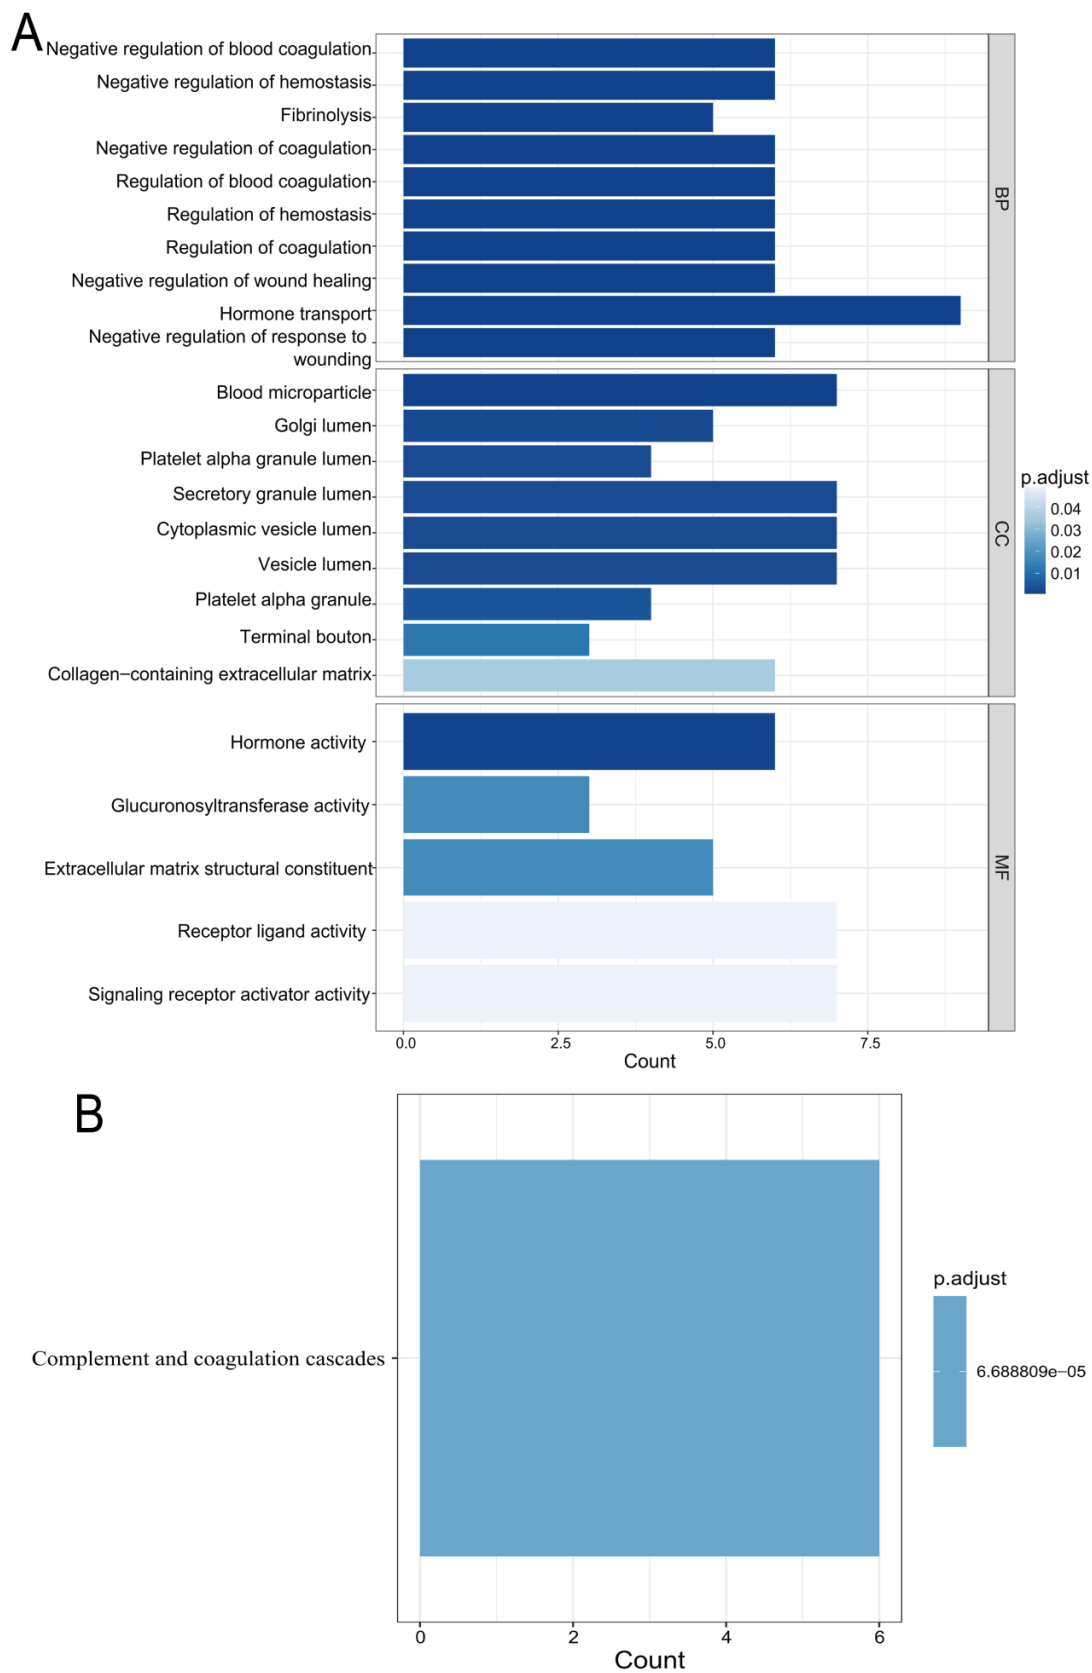 A
Negative regulation of blood coagulation
Negative regulation of hemostasis
Fibrinolysis
Negative regulation of coagulation
Regulation of blood coagulation
Regulation of hemostasis
Regulation of coagulation
Negative regulation of wound healing
Hormone transport
Negative regulation of response to
wounding
BP
Blood microparticle
Golgi lumen
Platelet alpha granule lumen
Secretory granule lumen
Cytoplasmic vesicle lumen
Vesicle lumen
Platelet alpha granule
Terminal bouton
Collagen−containing extracellular matrix
CC
p.adjust
0.04
0.03
0.02
0.01
Hormone activity
Glucuronosyltransferase activity
Extracellular matrix structural constituent
Receptor ligand activity
Signaling receptor activator activity
MF
0.0 2.5 5.0 7.5
Count
B
Complement and coagulation cascades
p.adjust
6.688809e−05
0 2 4 6
Count